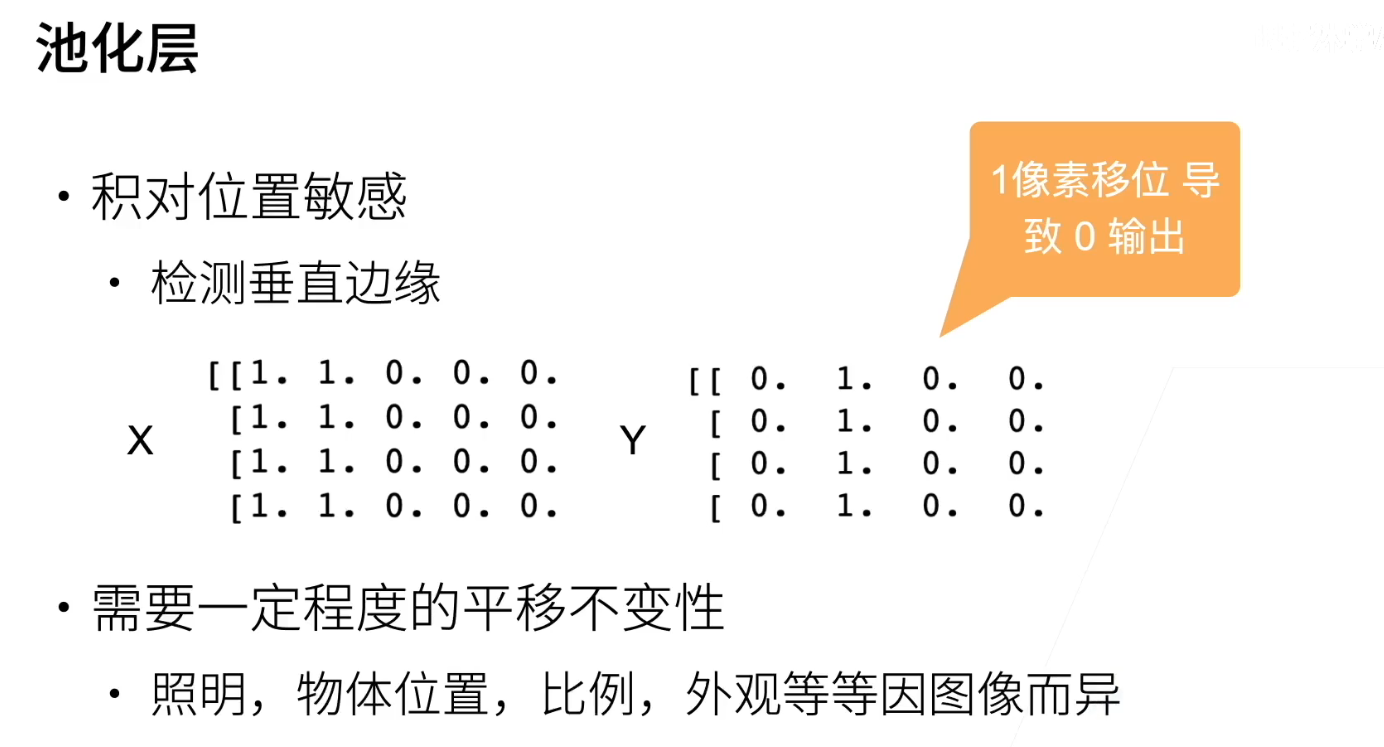 池化层
• 积对位置敏感
• 检测垂直边缘
1像素移位 导
致 0 输出
X
[[1. 1. 0. 0. 0.
[1. 1. 0. 0. 0.
[1. 1. 0. 0. 0.
[1. 1. 0. 0. 0.
Y
[[ 0. 1. 0. 0.
[ 0. 1. 0. 0.
[ 0. 1. 0. 0.
[ 0. 1. 0. 0.
• 需要一定程度的平移不变性
• 照明，物体位置，比例，外观等等因图像而异